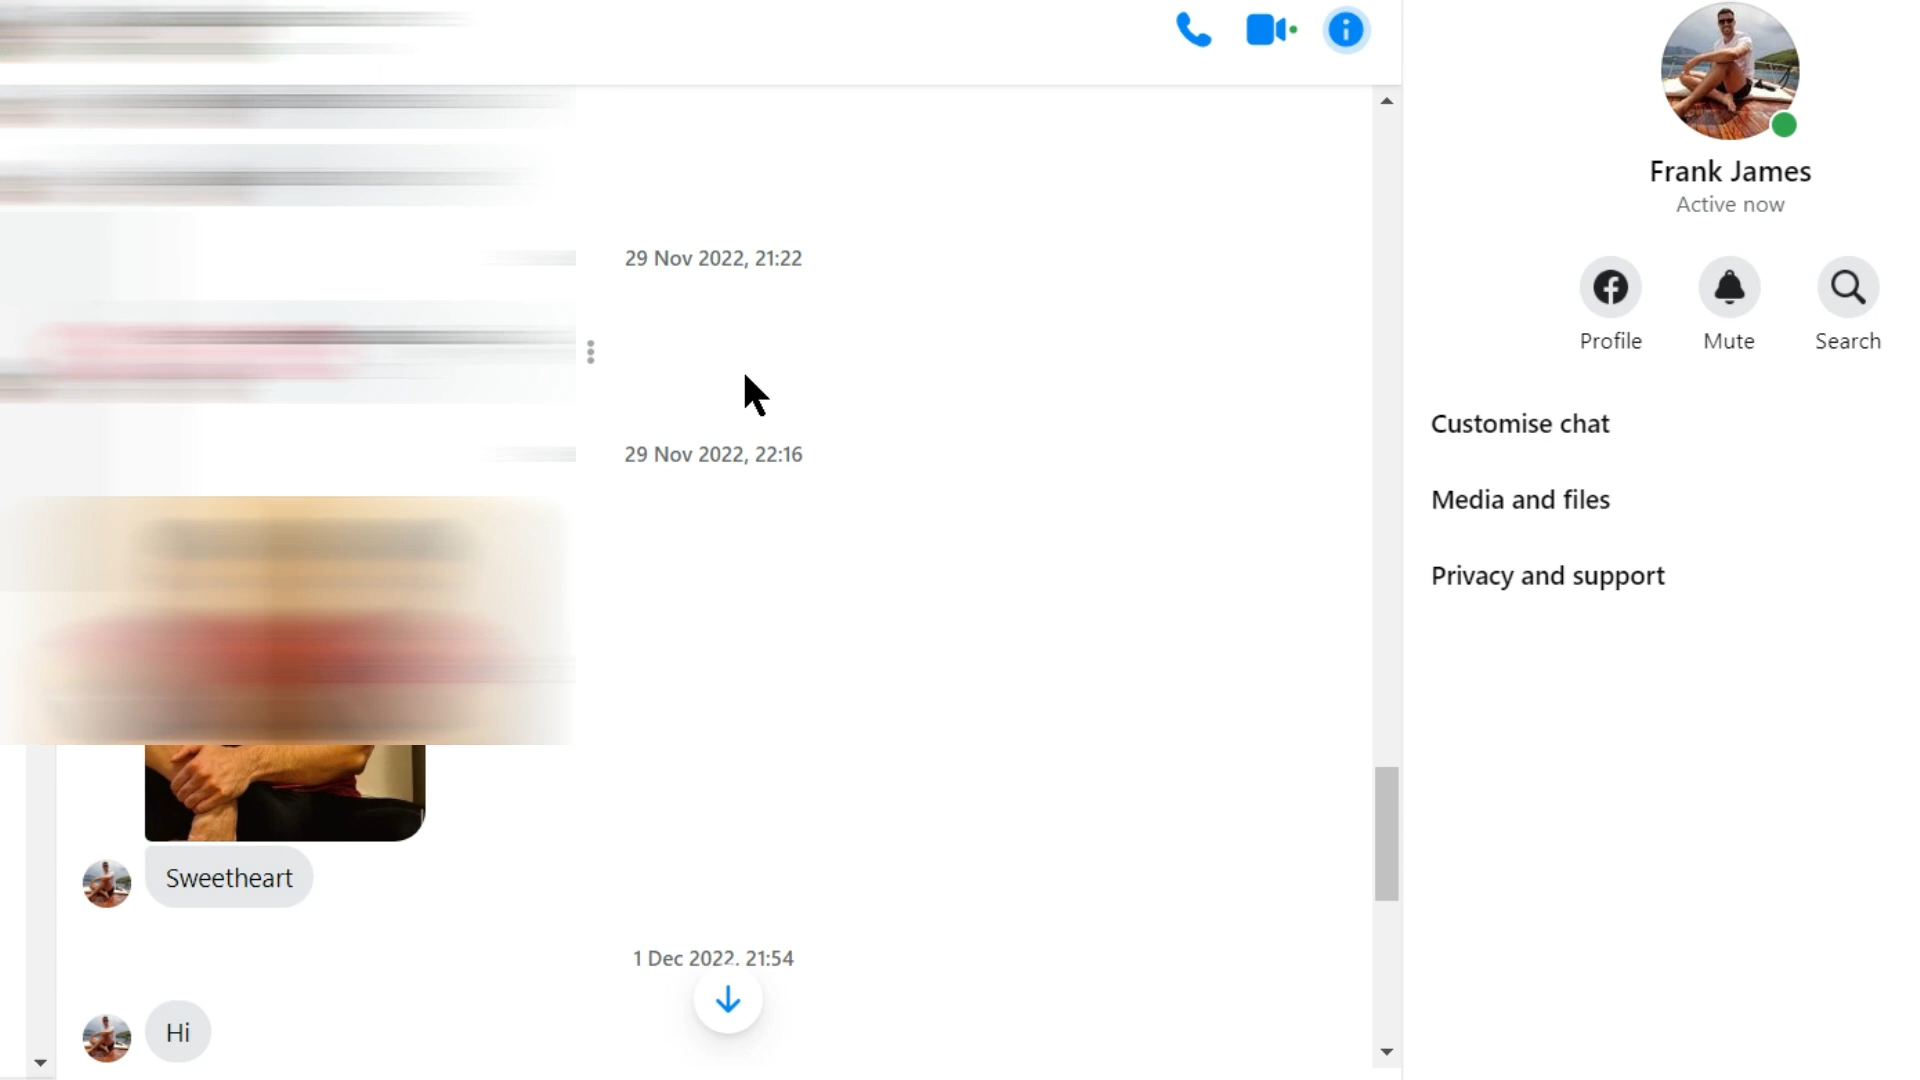 Frank James
Active now
Profile
Mute
Search
Customise chat
Media and files
Privacy and support
29 Nov 2022, 21:22
29 Nov 2022, 22:16
Sweetheart
1 Dec 2022, 21:54
Hi